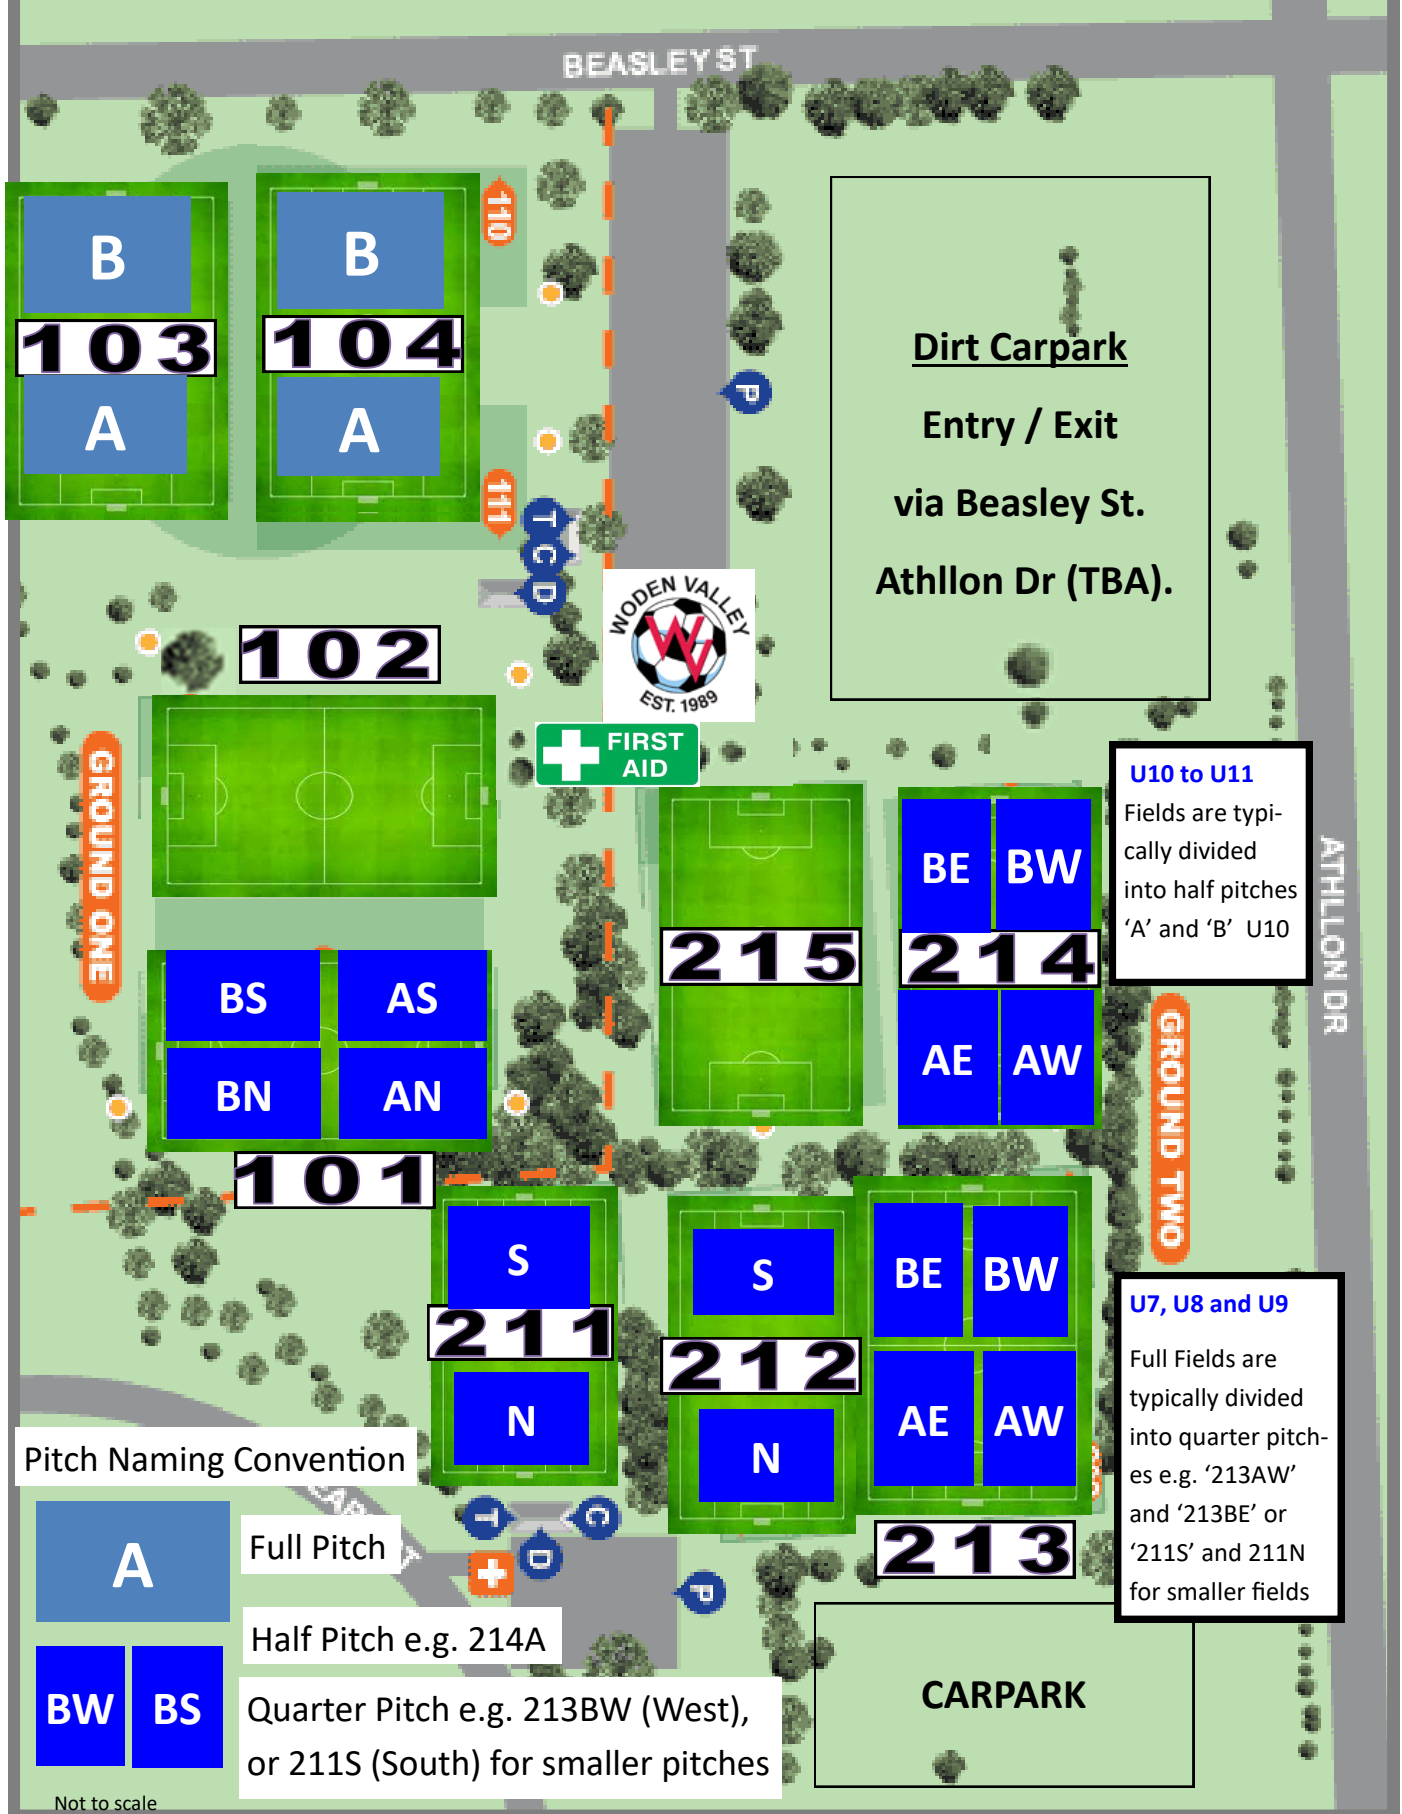 BEASLEY ST
B
B
110
103
104
A
A
111
P
Dirt Carpark
Entry / Exit
via Beasley St.
Athllon Dr (TBA).
T
C
D
WODEN VALLEY
WV
EST. 1989
102
FIRST
AID
GROUND ONE
U10 to U11
Fields are typi-
cally divided
into half pitches
‘A’ and ‘B’ U10
BE BW
215
214
AE AW
ATHLLON DR
BS AS
BN AN
101
GROUND TWO
S
211
N
S
212
N
BE BW
AE AW
213
U7, U8 and U9
Full Fields are
typically divided
into quarter pitch-
es e.g. ‘213AW’
and ‘213BE’ or
‘211S’ and 211N
for smaller fields
Pitch Naming Convention
A
Full Pitch
T
C
D
P
Half Pitch e.g. 214A
BW BS
Quarter Pitch e.g. 213BW (West),
or 211S (South) for smaller pitches
CARPARK
Not to scale